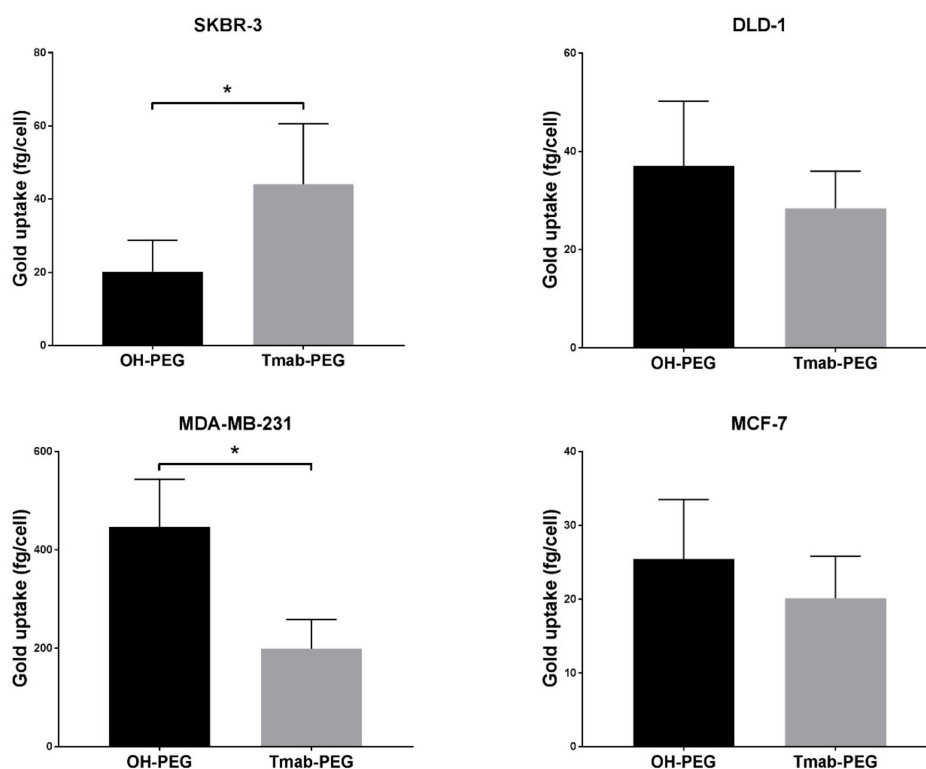 SKBR-3
Gold uptake (fg/cell)
80
60
40
20
0
*
OH-PEG
Tmab-PEG
DLD-1
Gold uptake (fg/cell)
60
40
20
0
OH-PEG
Tmab-PEG
MDA-MB-231
Gold uptake (fg/cell)
600
400
200
0
*
OH-PEG
Tmab-PEG
MCF-7
Gold uptake (fg/cell)
40
30
20
10
0
OH-PEG
Tmab-PEG